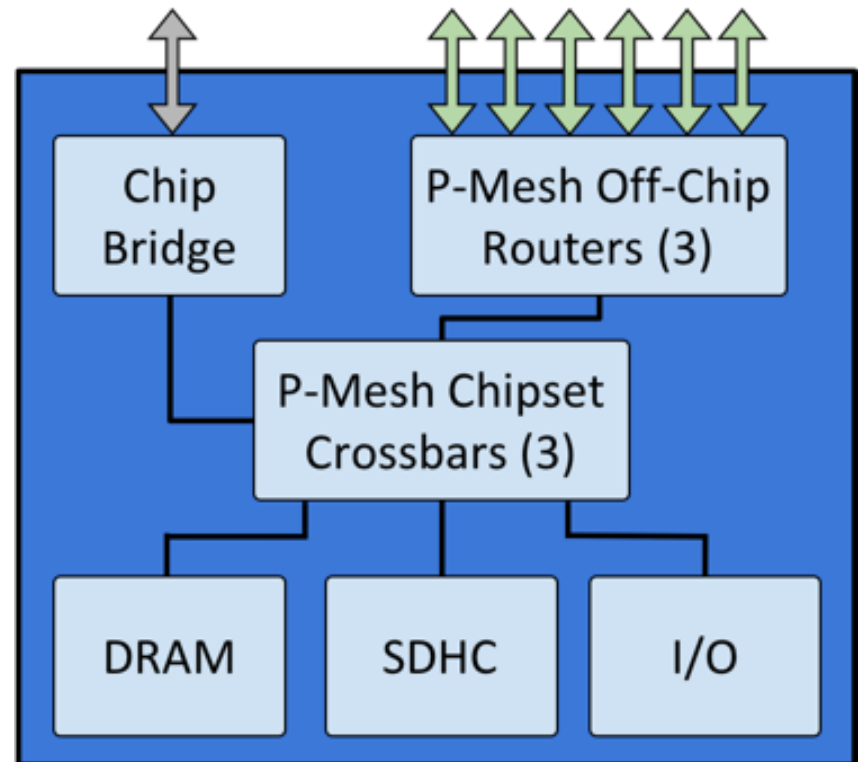 Chip
Bridge
P-Mesh Off-Chip
Routers (3)
P-Mesh Chipset
Crossbars (3)
DRAM
SDHC
I/O